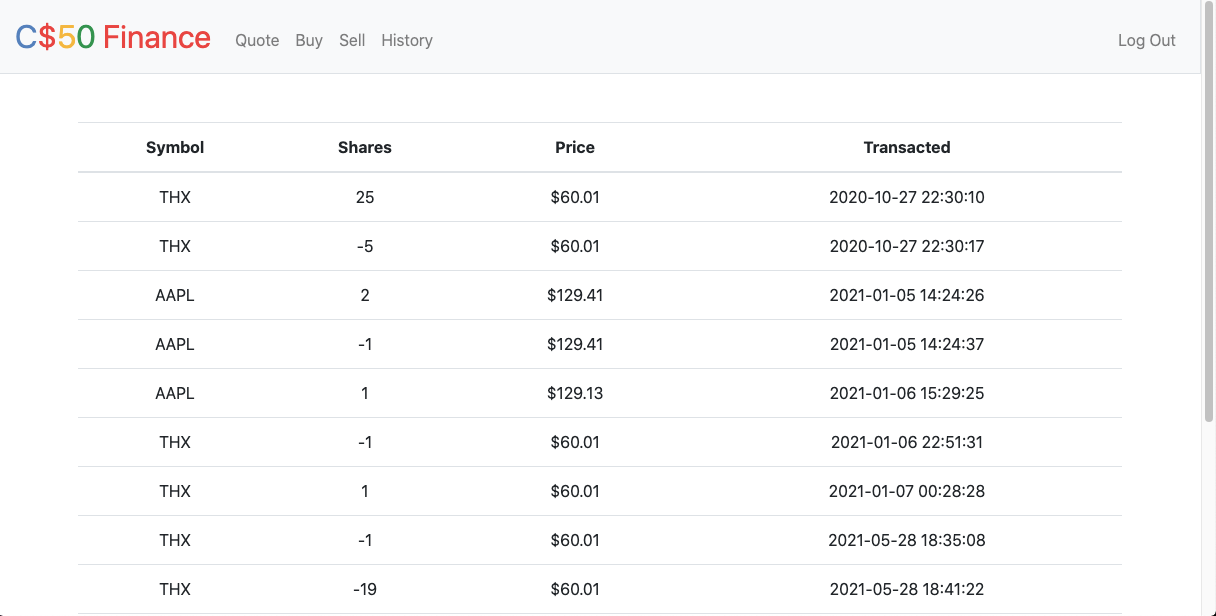 C$50 Finance Quote Buy Sell History Log Out
Symbol Shares Price Transacted
THX 25 $60.01 2020-10-27 22:30:10
THX -5 $60.01 2020-10-27 22:30:17
AAPL 2 $129.41 2021-01-05 14:24:26
AAPL -1 $129.41 2021-01-05 14:24:37
AAPL 1 $129.13 2021-01-06 15:29:25
THX -1 $60.01 2021-01-06 22:51:31
THX 1 $60.01 2021-01-07 00:28:28
THX -1 $60.01 2021-05-28 18:35:08
THX -19 $60.01 2021-05-28 18:41:22